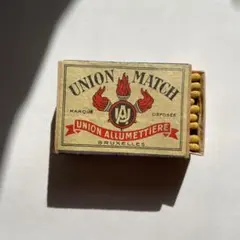 UNION MATCH
MARQUE DÉPOSÉE
UA
UNION ALLUMETTIÈRE
BRUXELLES